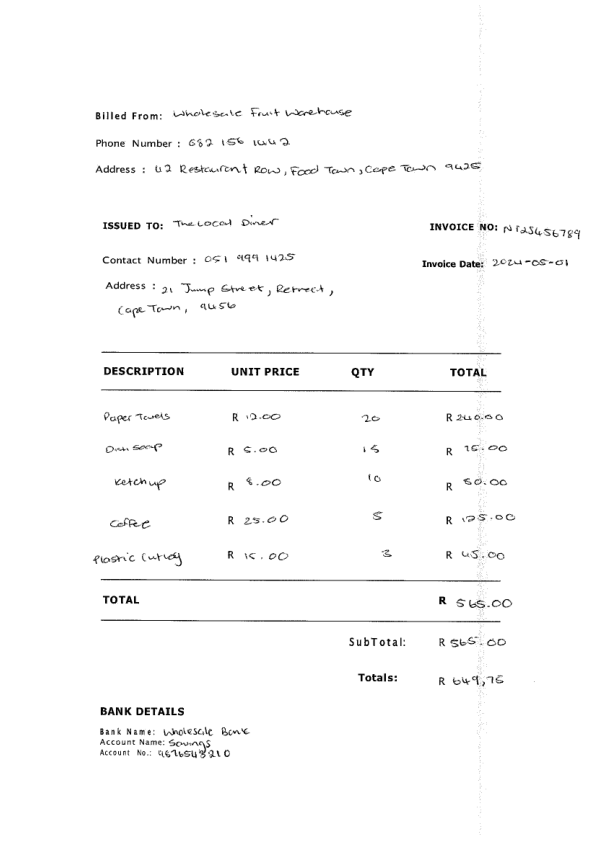 Billed From: Wholesale Fruit Warehouse
Phone Number : 082 156 1442
Address : 42 Restaurant Row, Food Town, Cape Town 9425
ISSUED TO: The Local Diner
INVOICE NO: 25456789
Contact Number : 051 999 1425
Invoice Date: 2024-05-01
Address : 21 Jump Street, Retreat,
Cape Town, 9456
DESCRIPTION UNIT PRICE QTY TOTAL
Paper Towels R 12.00 20 R 240.00
Dish Soap R 5.00 15 R 75.00
Ketchup R 8.00 10 R 80.00
Coffee R 25.00 5 R 125.00
Plastic Cutlery R 15.00 3 R 45.00
TOTAL R 565.00
SubTotal: R 565.00
Totals: R 649,75
BANK DETAILS
Bank Name: Wholesale Bank
Account Name: Savings
Account No.: 9876543210